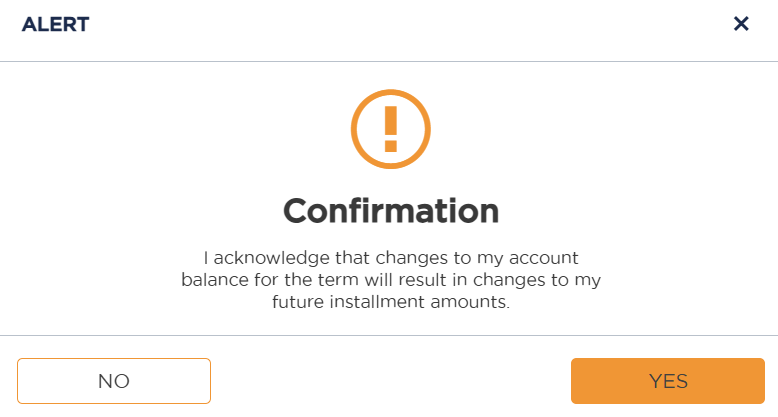 ALERT
Confirmation
I acknowledge that changes to my account
balance for the term will result in changes to my
future installment amounts.
NO
YES